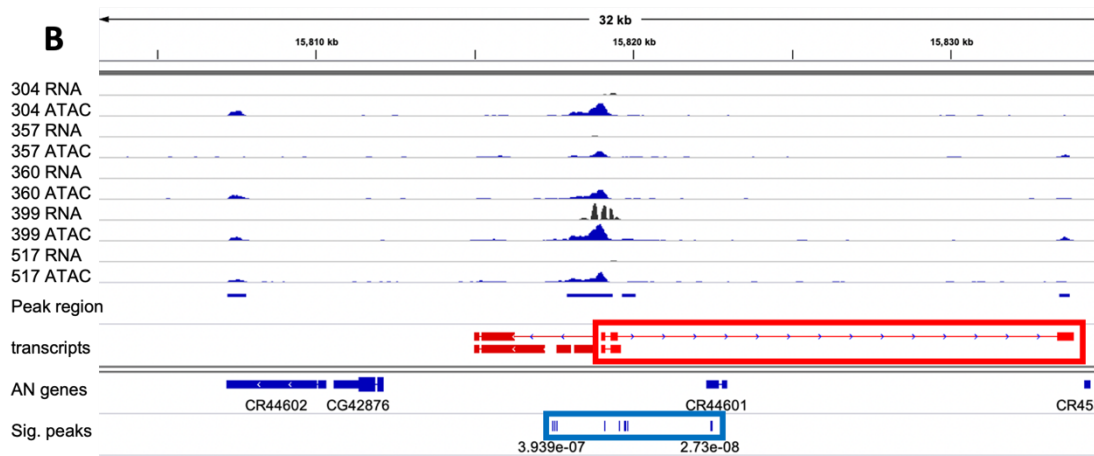 B
32 kb
15,810 kb 15,820 kb 15,830 kb
304 RNA
304 ATAC
357 RNA
357 ATAC
360 RNA
360 ATAC
399 RNA
399 ATAC
517 RNA
517 ATAC
Peak region
transcripts
AN genes
CR44602 CG42876 CR44601 CR45
Sig. peaks
3.939e-07 2.73e-08